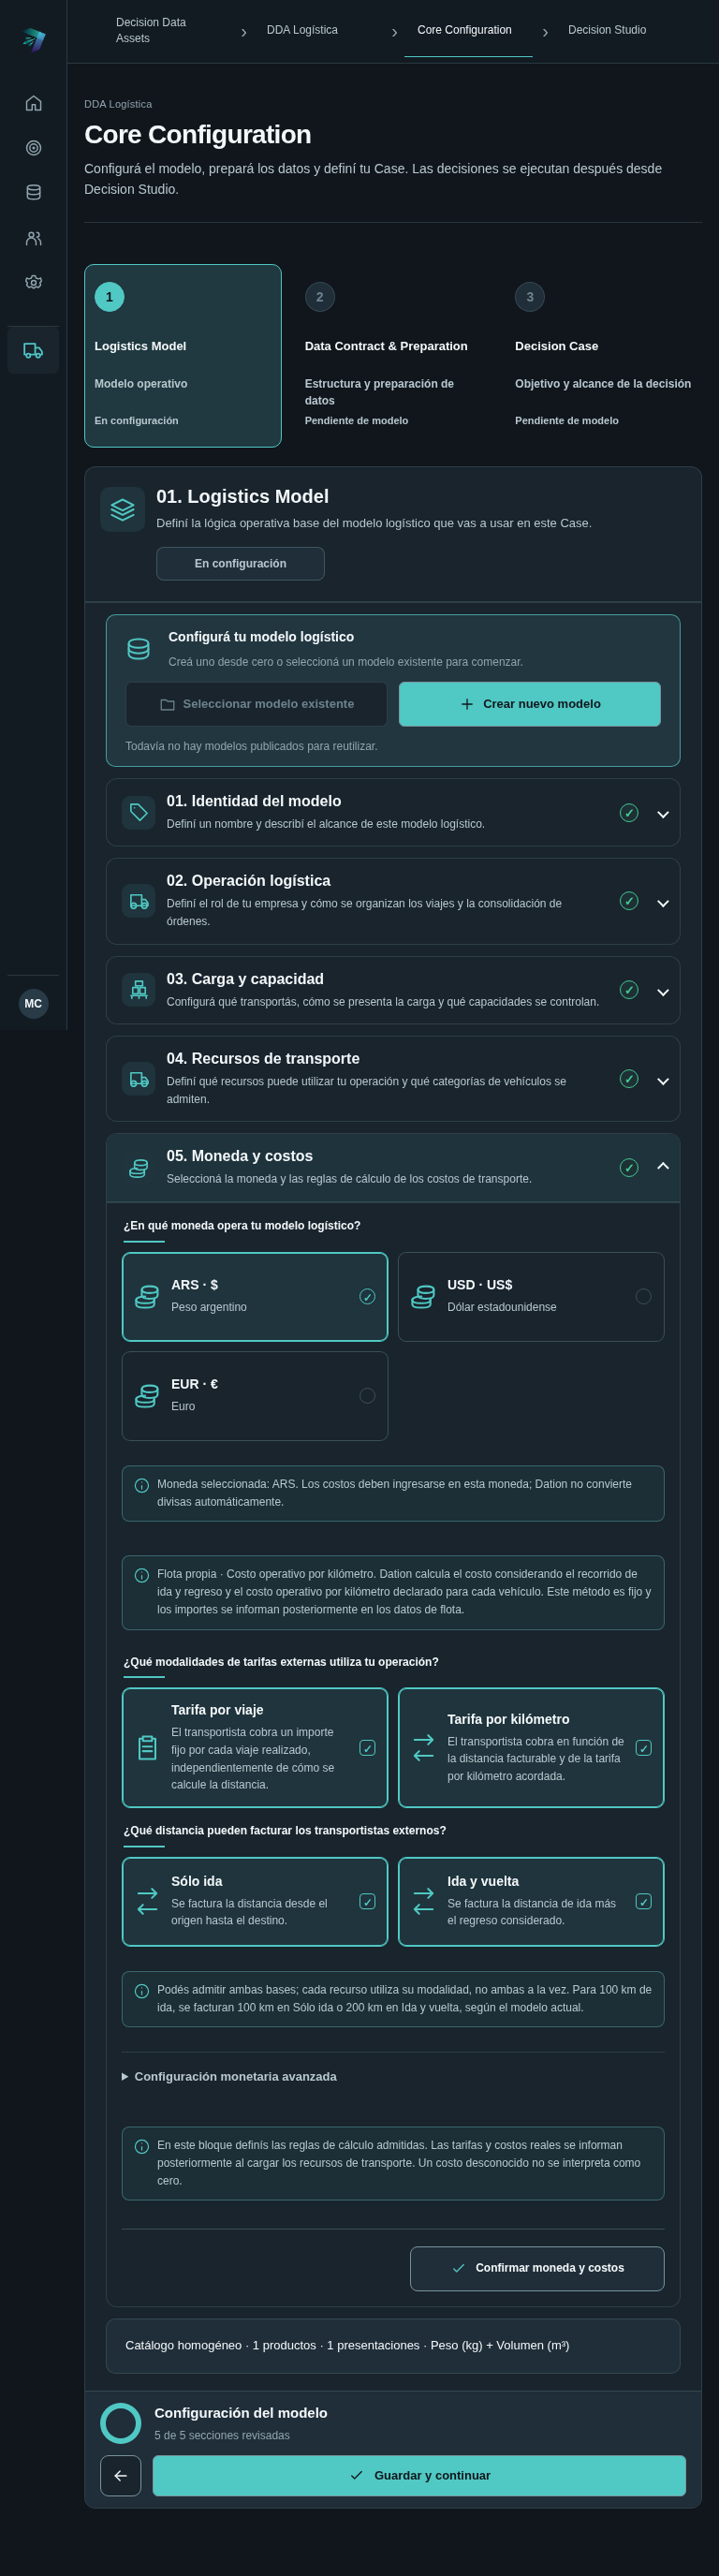 Decision Data
Assets
DDA Logística
Core Configuration
Decision Studio
DDA Logística
Core Configuration
Configurá el modelo, prepará los datos y definí tu Case. Las decisiones se ejecutan después desde
Decision Studio.
1
2
3
Logistics Model
Data Contract & Preparation
Decision Case
Modelo operativo
Estructura y preparación de
datos
Objetivo y alcance de la decisión
En configuración
Pendiente de modelo
Pendiente de modelo
01. Logistics Model
Definí la lógica operativa base del modelo logístico que vas a usar en este Case.
En configuración
Configurá tu modelo logístico
Creá uno desde cero o seleccioná un modelo existente para comenzar.
Seleccionar modelo existente
Crear nuevo modelo
Todavía no hay modelos publicados para reutilizar.
01. Identidad del modelo
Definí un nombre y describí el alcance de este modelo logístico.
02. Operación logística
Definí el rol de tu empresa y cómo se organizan los viajes y la consolidación de
órdenes.
03. Carga y capacidad
Configurá qué transportás, cómo se presenta la carga y qué capacidades se controlan.
MC
04. Recursos de transporte
Definí qué recursos puede utilizar tu operación y qué categorías de vehículos se
admiten.
05. Moneda y costos
Seleccioná la moneda y las reglas de cálculo de los costos de transporte.
¿En qué moneda opera tu modelo logístico?
ARS · $
Peso argentino
USD · US$
Dólar estadounidense
EUR · €
Euro
Moneda seleccionada: ARS. Los costos deben ingresarse en esta moneda; Dation no convierte
divisas automáticamente.
Flota propia · Costo operativo por kilómetro. Dation calcula el costo considerando el recorrido de
ida y regreso y el costo operativo por kilómetro declarado para cada vehículo. Este método es fijo y
los importes se informan posteriormente en los datos de flota.
¿Qué modalidades de tarifas externas utiliza tu operación?
Tarifa por viaje
El transportista cobra un importe
fijo por cada viaje realizado,
independientemente de cómo se
calcule la distancia.
Tarifa por kilómetro
El transportista cobra en función de
la distancia facturable y de la tarifa
por kilómetro acordada.
¿Qué distancia pueden facturar los transportistas externos?
Sólo ida
Se factura la distancia desde el
origen hasta el destino.
Ida y vuelta
Se factura la distancia de ida más
el regreso considerado.
Podés admitir ambas bases; cada recurso utiliza su modalidad, no ambas a la vez. Para 100 km de
ida, se facturan 100 km en Sólo ida o 200 km en Ida y vuelta, según el modelo actual.
Configuración monetaria avanzada
En este bloque definís las reglas de cálculo admitidas. Las tarifas y costos reales se informan
posteriormente al cargar los recursos de transporte. Un costo desconocido no se interpreta como
cero.
Confirmar moneda y costos
Catálogo homogéneo · 1 productos · 1 presentaciones · Peso (kg) + Volumen (m³)
Configuración del modelo
5 de 5 secciones revisadas
Guardar y continuar